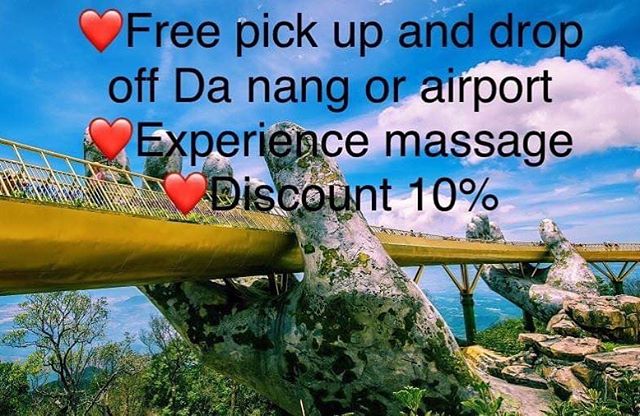 ❤️Free pick up and drop
off Da nang or airport
❤️Experience massage
❤️Discount 10%